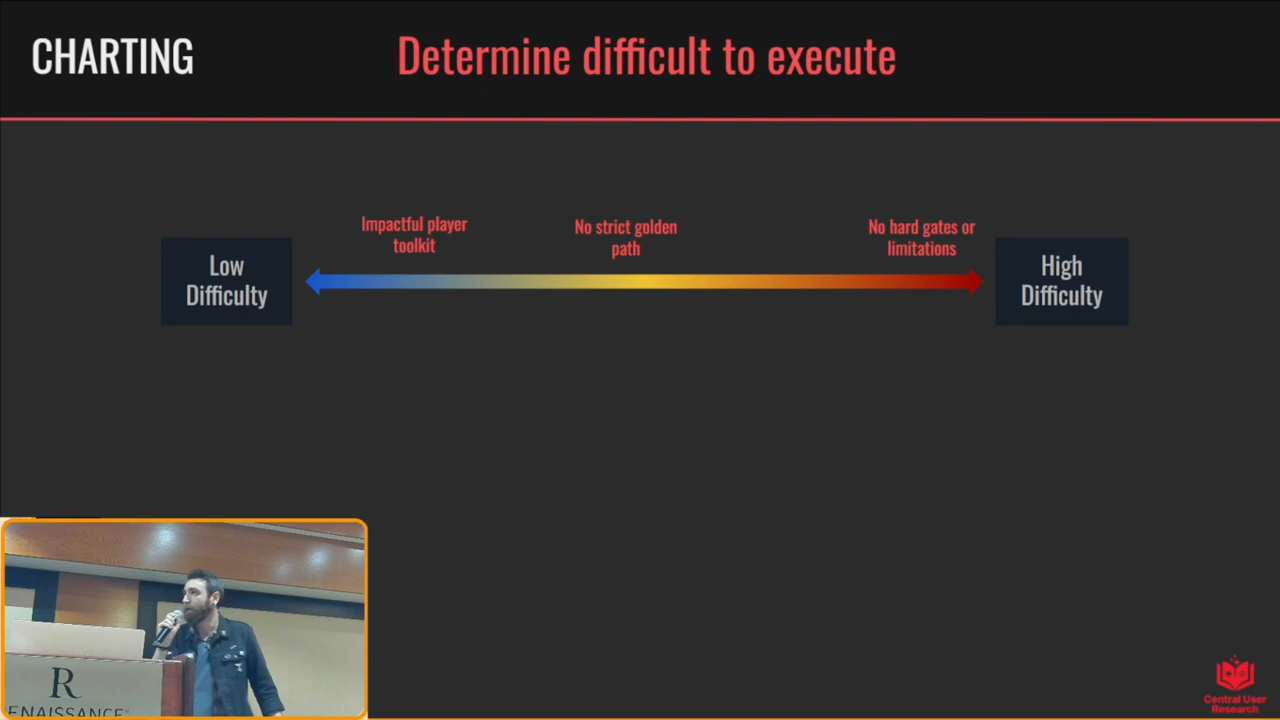 CHARTING
Determine difficult to execute
Impactful player
toolkit
No strict golden
path
No hard gates or
limitations
Low
Difficulty
High
Difficulty
R
ENAISSANCE
Central User
Research